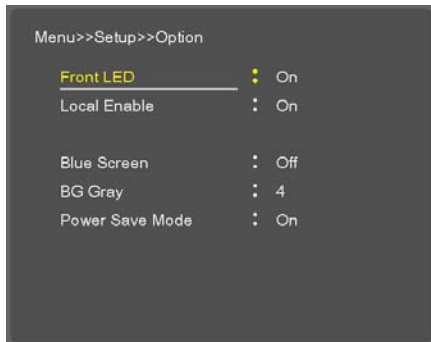 Menu>>Setup>>Option
Front LED : On
Local Enable : On
Blue Screen : Off
BG Gray : 4
Power Save Mode : On